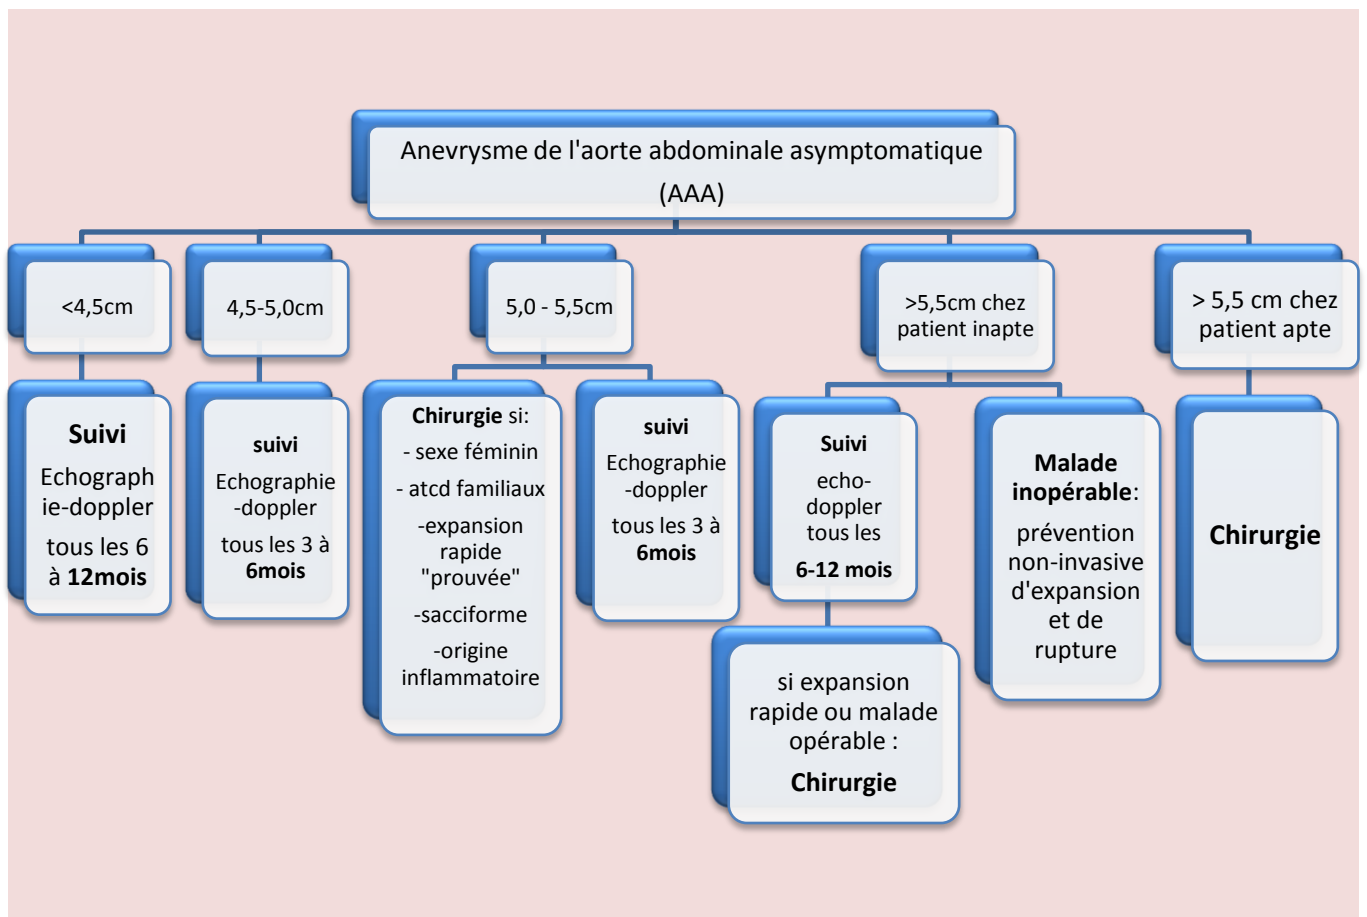 Anevrysme de l'aorte abdominale asymptomatique
(AAA)
<4,5cm
4,5-5,0cm
5,0 - 5,5cm
>5,5cm chez
patient inapte
> 5,5 cm chez
patient apte
Suivi
Echograph
ie-doppler
tous les 6
à 12mois
suivi
Echographie
-doppler
tous les 3 à
6mois
Chirurgie si:
- sexe féminin
- atcd familiaux
-expansion
rapide
"prouvée"
-sacciforme
-origine
inflammatoire
suivi
Echographie
-doppler
tous les 3 à
6mois
Suivi
echo-
doppler
tous les
6-12 mois
si expansion
rapide ou malade
opérable :
Chirurgie
Malade
inopérable:
prévention
non-invasive
d'expansion
et de
rupture
Chirurgie